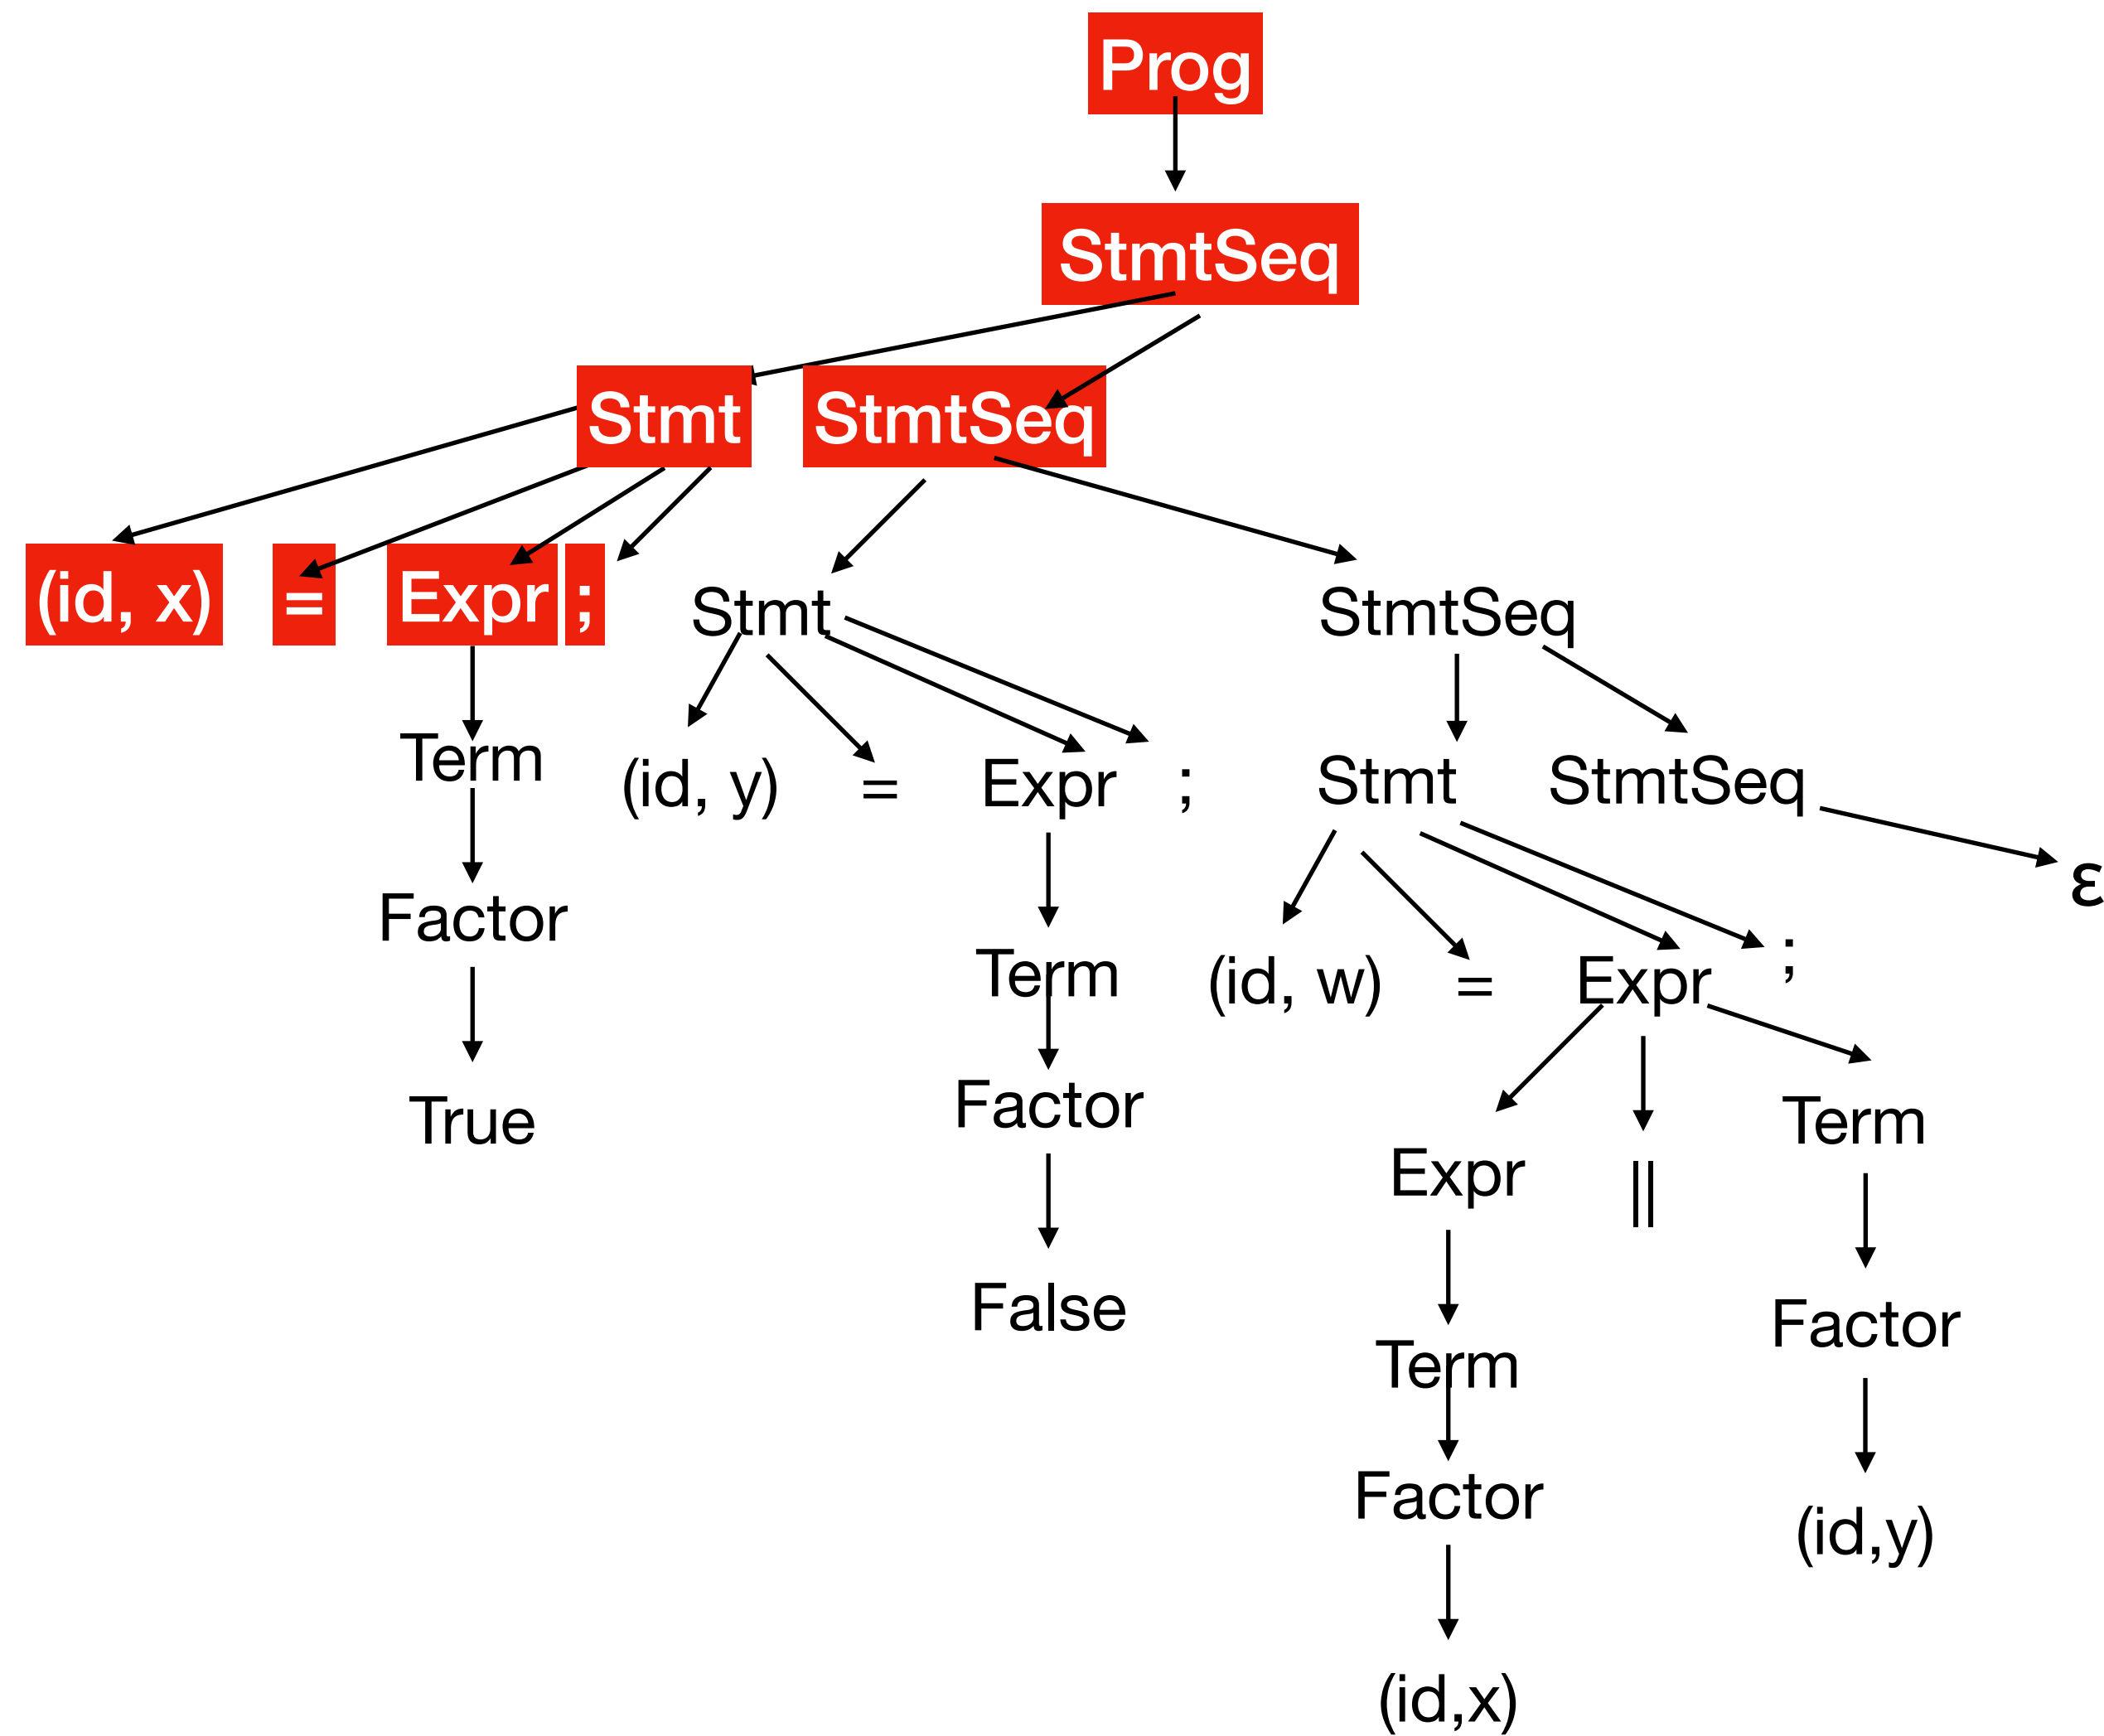 Prog
StmtSeq
Stmt StmtSeq
(id, x) = Expr ; Stmt StmtSeq
Term (id, y) = Expr ; Stmt StmtSeq
Factor ε
Term (id, w) = Expr ;
True Factor Term
Expr ||
False Factor
Term
Factor (id,y)
(id,x)